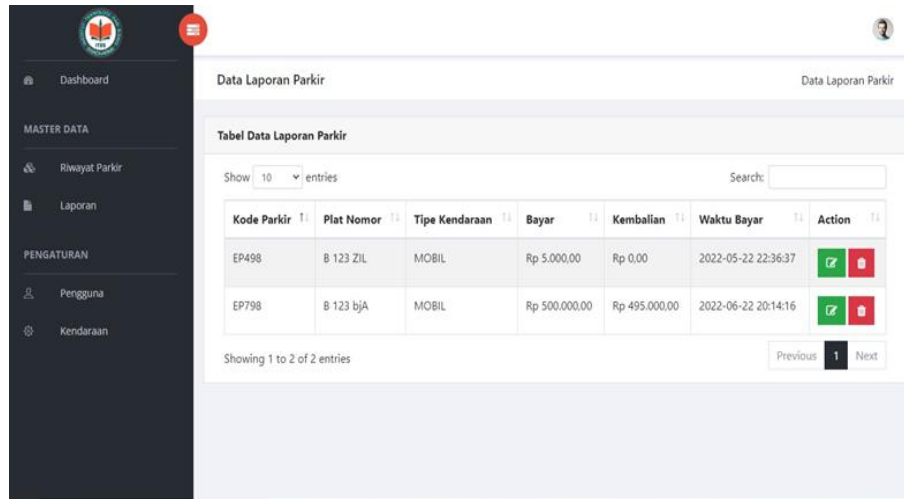 Dashboard
MASTER DATA
Riwayat Parkir
Laporan
PENGATURAN
Pengguna
Kendaraan
Data Laporan Parkir
Data Laporan Parkir
Tabel Data Laporan Parkir
Show 10 entries
Search:
Kode Parkir Plat Nomor Tipe Kendaraan Bayar Kembalian Waktu Bayar Action
EP498 B 123 ZIL MOBIL Rp 5.000,00 Rp 0,00 2022-05-22 22:36:37
EP798 B 123 bjA MOBIL Rp 500.000,00 Rp 495.000,00 2022-06-22 20:14:16
Showing 1 to 2 of 2 entries
Previous 1 Next